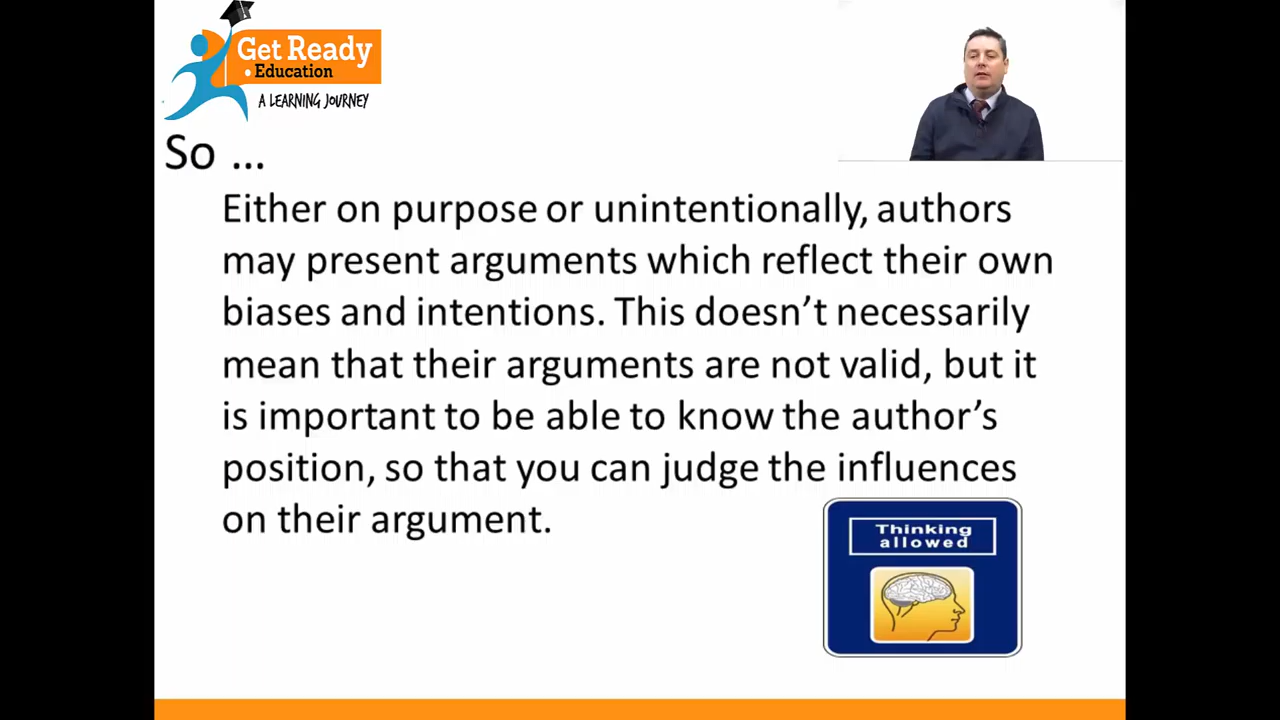 Get Ready
Education
A LEARNING JOURNEY
So ...
Either on purpose or unintentionally, authors
may present arguments which reflect their own
biases and intentions. This doesn’t necessarily
mean that their arguments are not valid, but it
is important to be able to know the author’s
position, so that you can judge the influences
on their argument.
Thinking
allowed